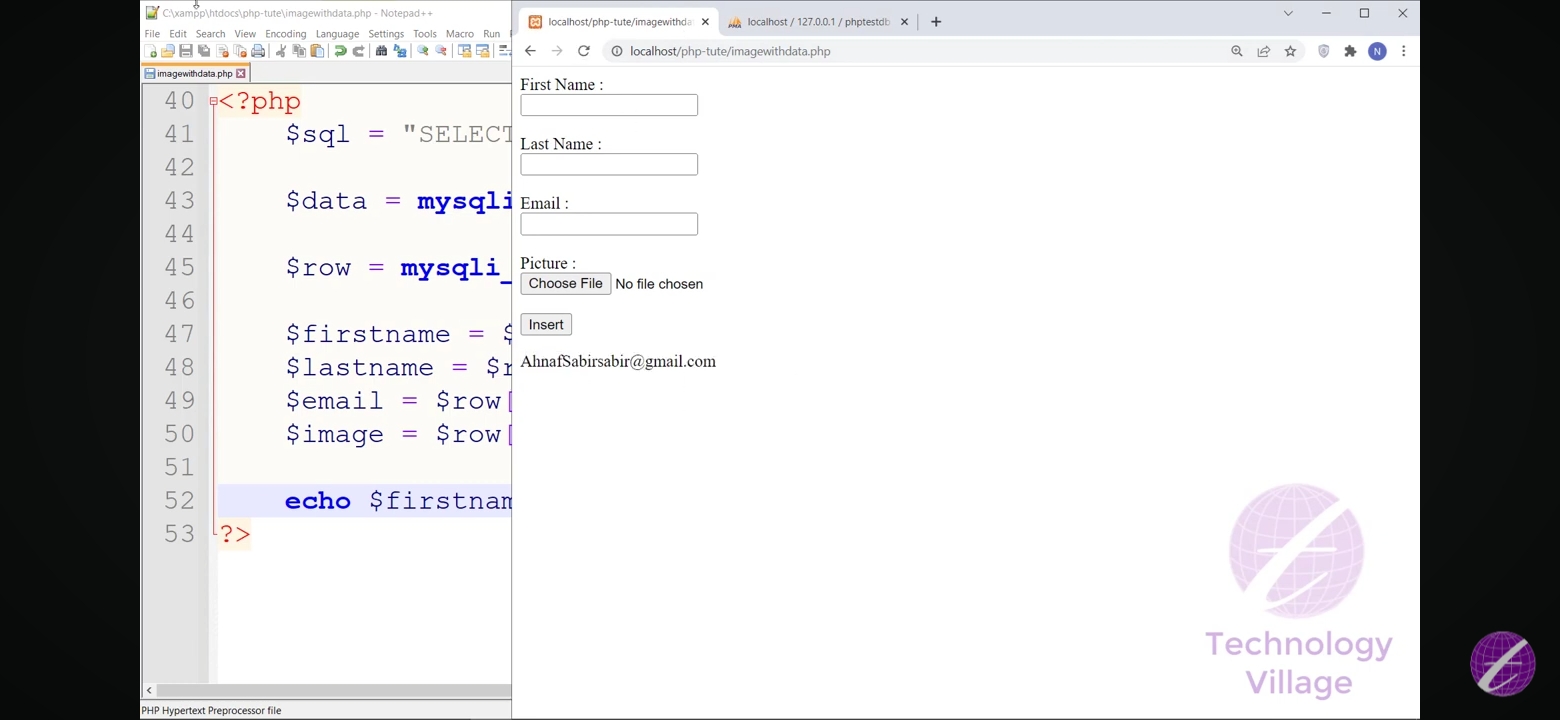 C:\xampp\htdocs\php-tute\imagewithdata.php - Notepad++
File Edit Search View Encoding Language Settings Tools Macro Run
imagewithdata.php
40 <?php
41 $sql = "SELECT
42
43 $data = mysqli
44
45 $row = mysqli_
46
47 $firstname = $
48 $lastname = $r
49 $email = $row[
50 $image = $row[
51
52 echo $firstnam
53 ?>
PHP Hypertext Preprocessor file
localhost/php-tute/imagewithdat
localhost / 127.0.0.1 / phptestdb
localhost/php-tute/imagewithdata.php
N
First Name :
Last Name :
Email :
Picture :
Choose File No file chosen
Insert
AhnafSabirsabir@gmail.com
Technology
Village